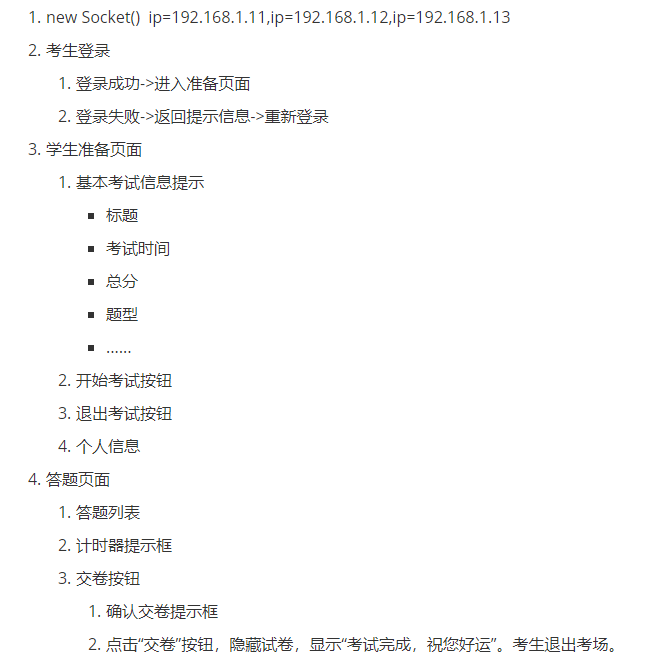 1. new Socket()  ip=192.168.1.11,ip=192.168.1.12,ip=192.168.1.13
2. 考生登录
1. 登录成功->进入准备页面
2. 登录失败->返回提示信息->重新登录
3. 学生准备页面
1. 基本考试信息提示
▪ 标题
▪ 考试时间
▪ 总分
▪ 题型
▪ ......
2. 开始考试按钮
3. 退出考试按钮
4. 个人信息
4. 答题页面
1. 答题列表
2. 计时器提示框
3. 交卷按钮
1. 确认交卷提示框
2. 点击“交卷”按钮，隐藏试卷，显示“考试完成，祝您好运”。考生退出考场。